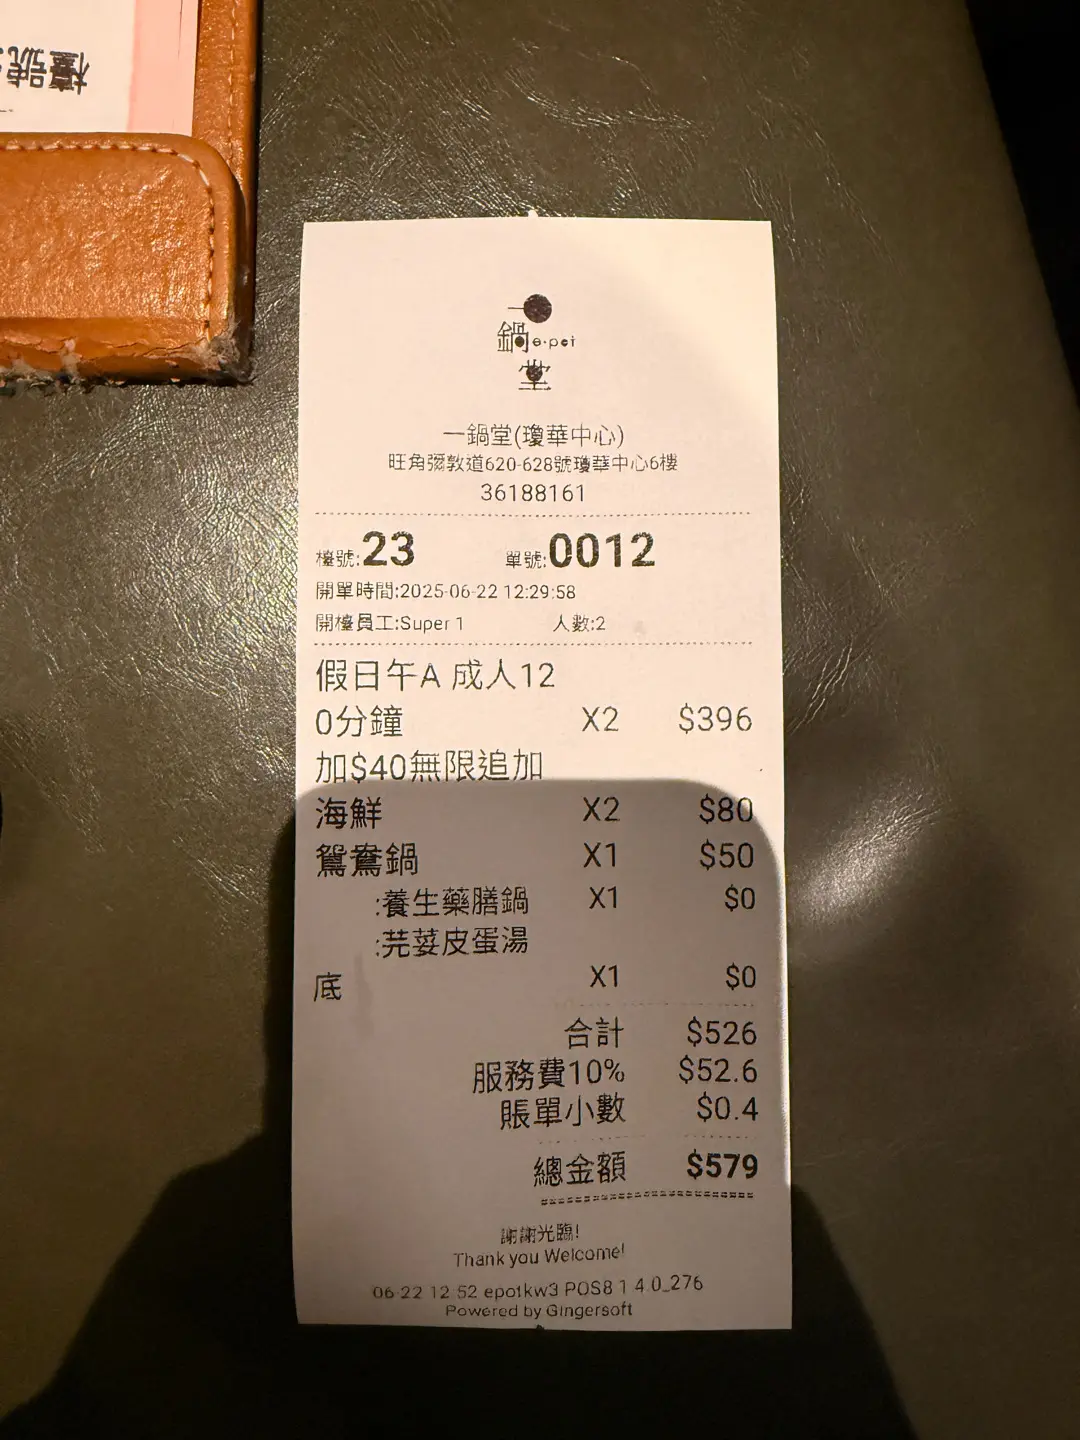 檯號
一
鍋e·pot
堂
一鍋堂(瓊華中心)
旺角彌敦道620-628號瓊華中心6樓
36188161
檯號:23 單號:0012
開單時間:2025-06-22 12:29:58
開檯員工:Super 1 人數:2
假日午A 成人12
0分鐘 X2 $396
加$40無限追加
海鮮 X2 $80
鴛鴦鍋 X1 $50
:養生藥膳鍋 X1 $0
:芫荽皮蛋湯
底 X1 $0
合計 $526
服務費10% $52.6
賬單小數 $0.4
總金額 $579
謝謝光臨!
Thank you Welcome!
06-22 12:52 epotkw3 POS8 1 4.0_276
Powered by Gingersoft